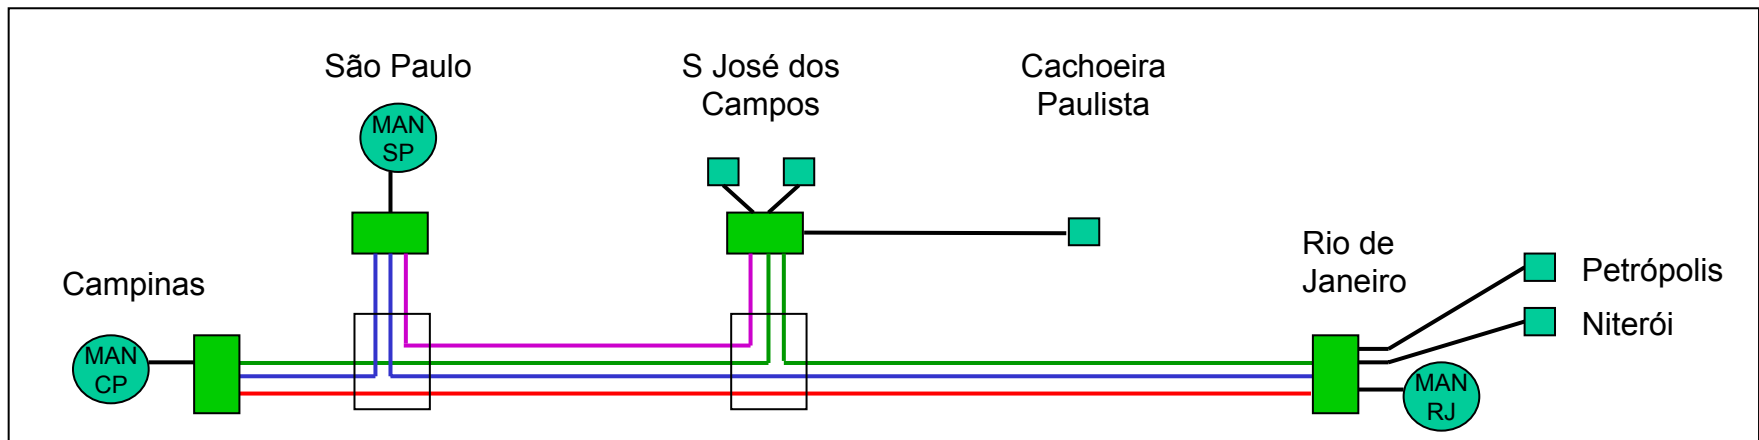 São Paulo
S José dos
Campos
Cachoeira
Paulista
MAN
SP
Rio de
Janeiro
Petrópolis
Niterói
Campinas
MAN
CP
MAN
RJ